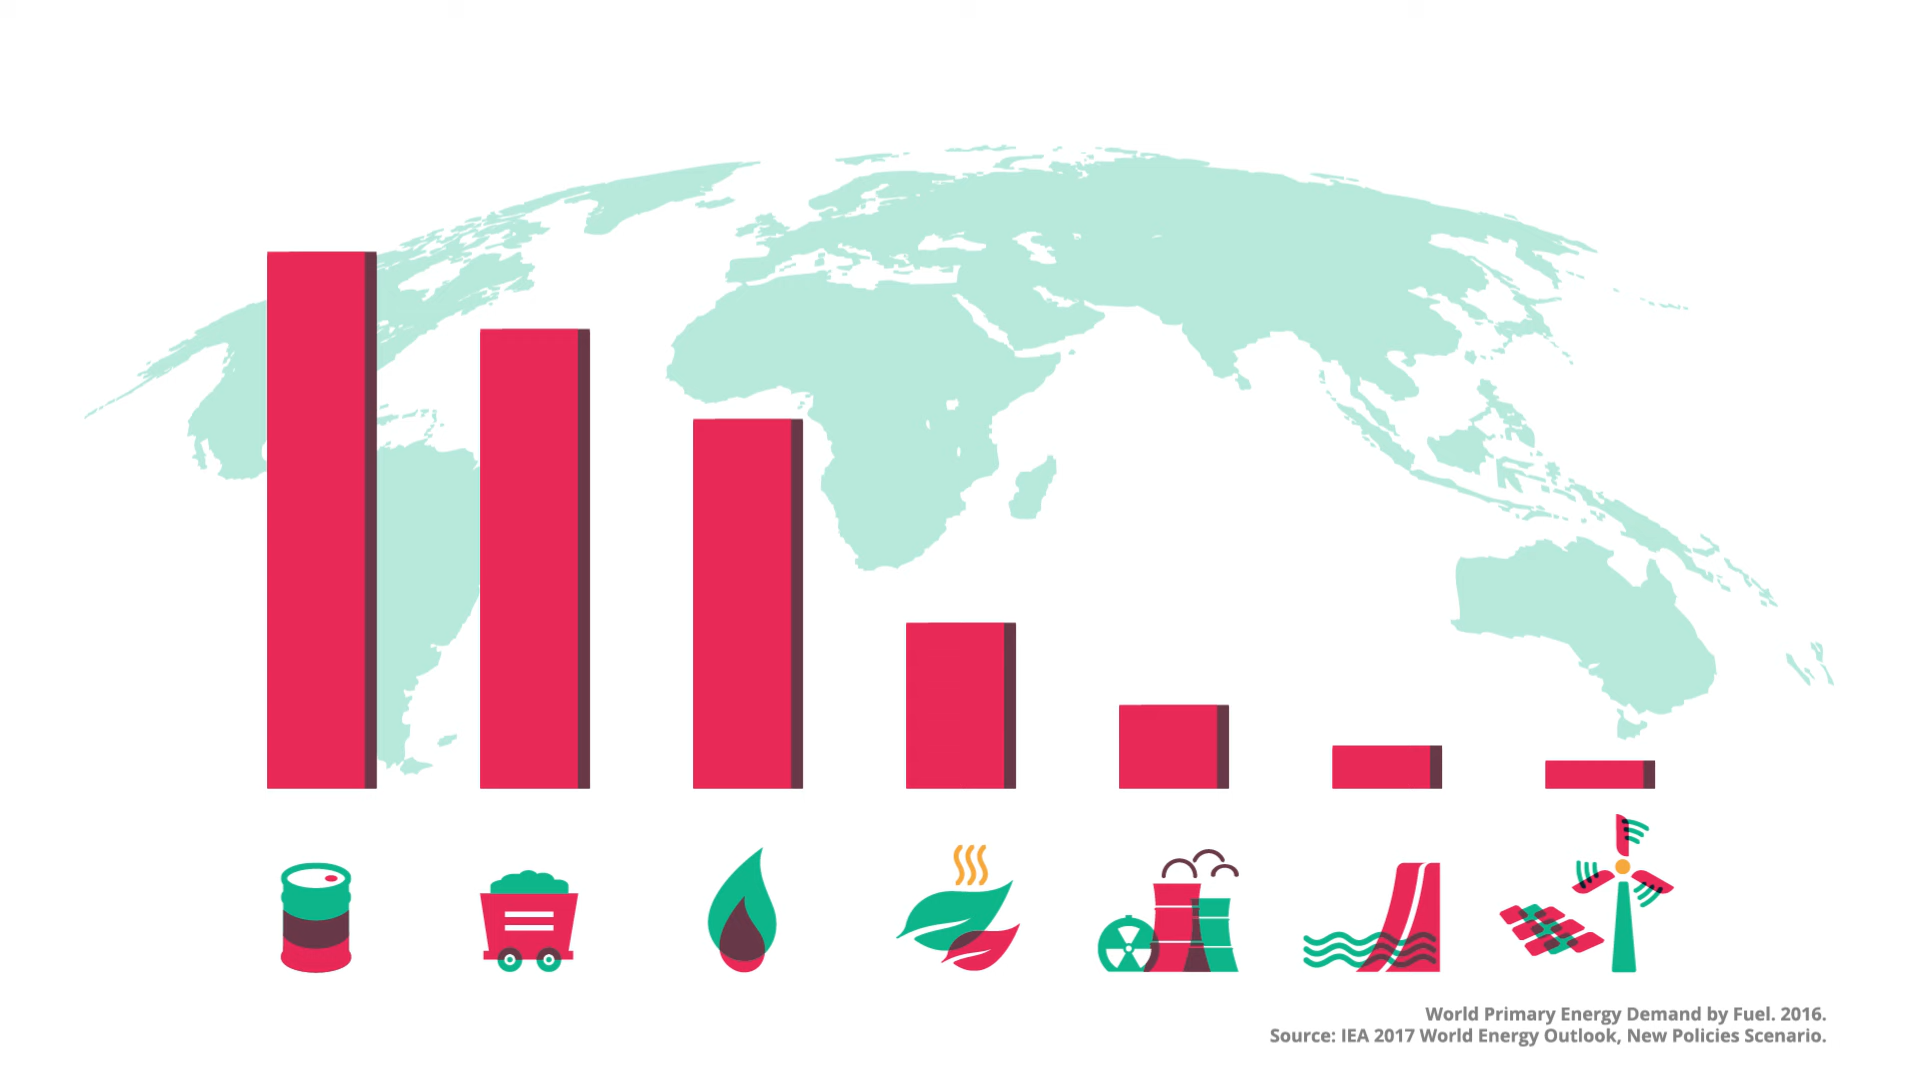 World Primary Energy Demand by Fuel. 2016.
Source: IEA 2017 World Energy Outlook, New Policies Scenario.